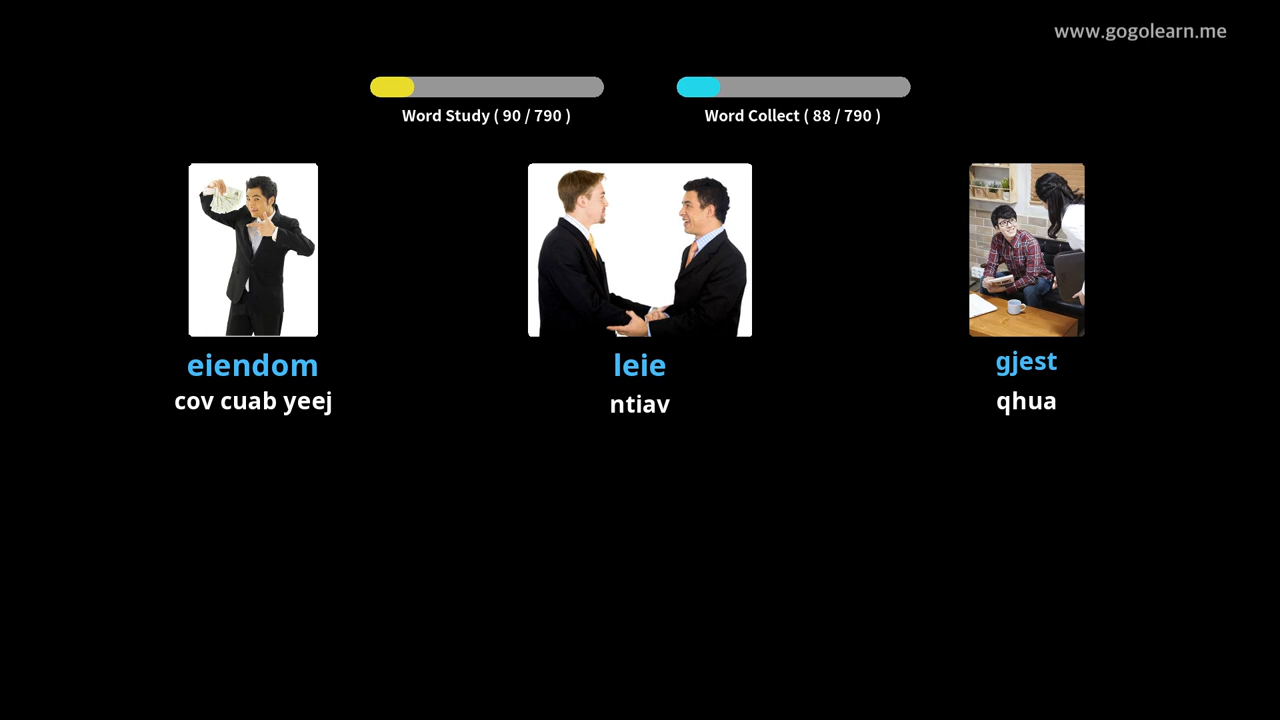 www.gogolearn.me
Word Study ( 90 / 790 )
Word Collect ( 88 / 790 )
eiendom
cov cuab yeej
leie
ntiav
gjest
qhua